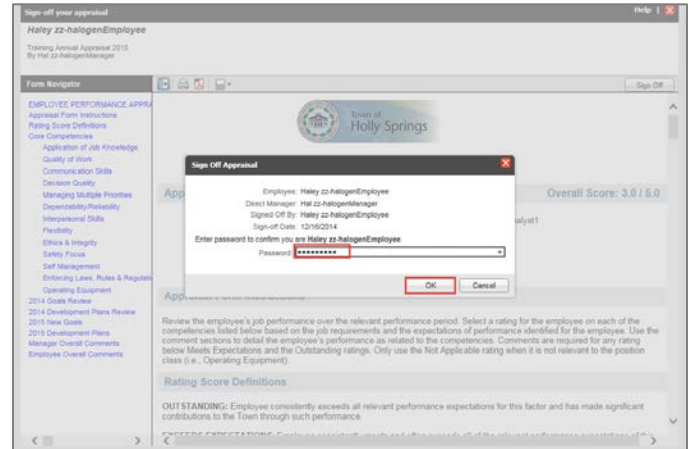 Sign-off your appraisal
Help |
Haley zz-halogenEmployee
Training Annual Appraisal 2015
By Hal zz-halogenManager
Form Navigator
Sign Off
EMPLOYEE PERFORMANCE APPRA
Appraisal Form Instructions
Rating Score Definitions
Core Competencies
Application of Job Knowledge
Quality of Work
Communication Skills
Decision Quality
Managing Multiple Priorities
Dependability/Reliability
Interpersonal Skills
Flexibility
Ethics & Integrity
Safety Focus
Self Management
Enforcing Laws, Rules & Regulati
Operating Equipment
2014 Goals Review
2014 Development Plans Review
2015 New Goals
2015 Development Plans
Manager Overall Comments
Employee Overall Comments
Town of
Holly Springs
App
Overall Score: 3.0 / 5.0
alyst1
Sign Off Appraisal
Employee: Haley zz-halogenEmployee
Direct Manager: Hal zz-halogenManager
Signed Off By: Haley zz-halogenEmployee
Sign-off Date: 12/16/2014
Enter password to confirm you are Haley zz-halogenEmployee.
Password:
OK
Cancel
Appraisal Form Instructions
Review the employee's job performance over the relevant performance period. Select a rating for the employee on each of the
competencies listed below based on the job requirements and the expectations of performance identified for the employee. Use the
comment sections to detail the employee's performance as related to the competencies. Comments are required for any rating
below Meets Expectations and the Outstanding ratings. Only use the Not Applicable rating when it is not relevant to the position
class (i.e., Operating Equipment).
Rating Score Definitions
OUTSTANDING: Employee consistently exceeds all relevant performance expectations for this factor and has made significant
contributions to the Town through such performance.